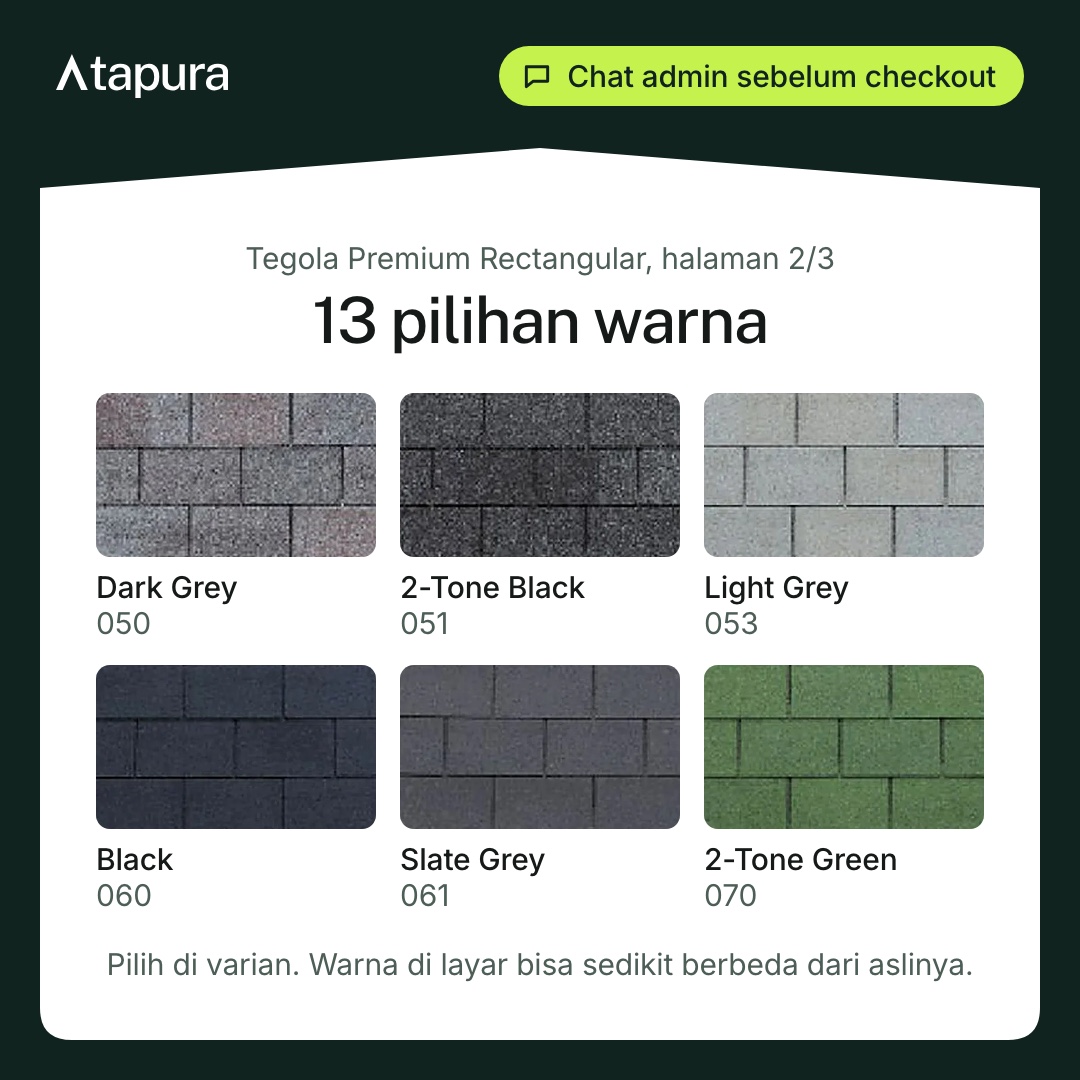 Atapura
Chat admin sebelum checkout
Tegola Premium Rectangular, halaman 2/3
13 pilihan warna
Dark Grey
050
2-Tone Black
051
Light Grey
053
Black
060
Slate Grey
061
2-Tone Green
070
Pilih di varian. Warna di layar bisa sedikit berbeda dari aslinya.